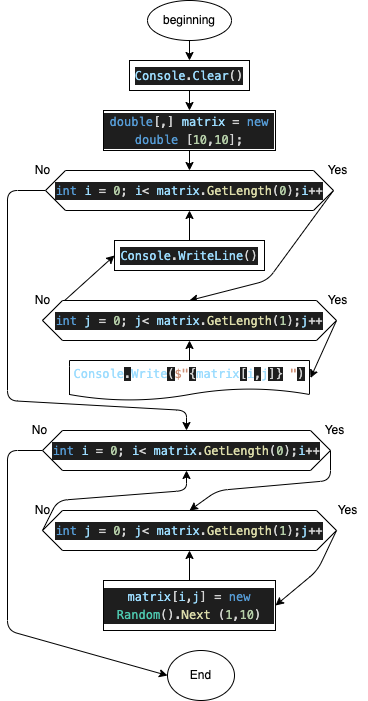 beginning
Console.Clear()
double[,] matrix = new
double [10,10];
No
Yes
int i = 0; i< matrix.GetLength(0);i++
Console.WriteLine()
No
Yes
int j = 0; j< matrix.GetLength(1);j++
Console.Write($"{matrix[i,j]} ")
No
Yes
int i = 0; i< matrix.GetLength(0);i++
No
Yes
int j = 0; j< matrix.GetLength(1);j++
matrix[i,j] = new
Random().Next (1,10)
End